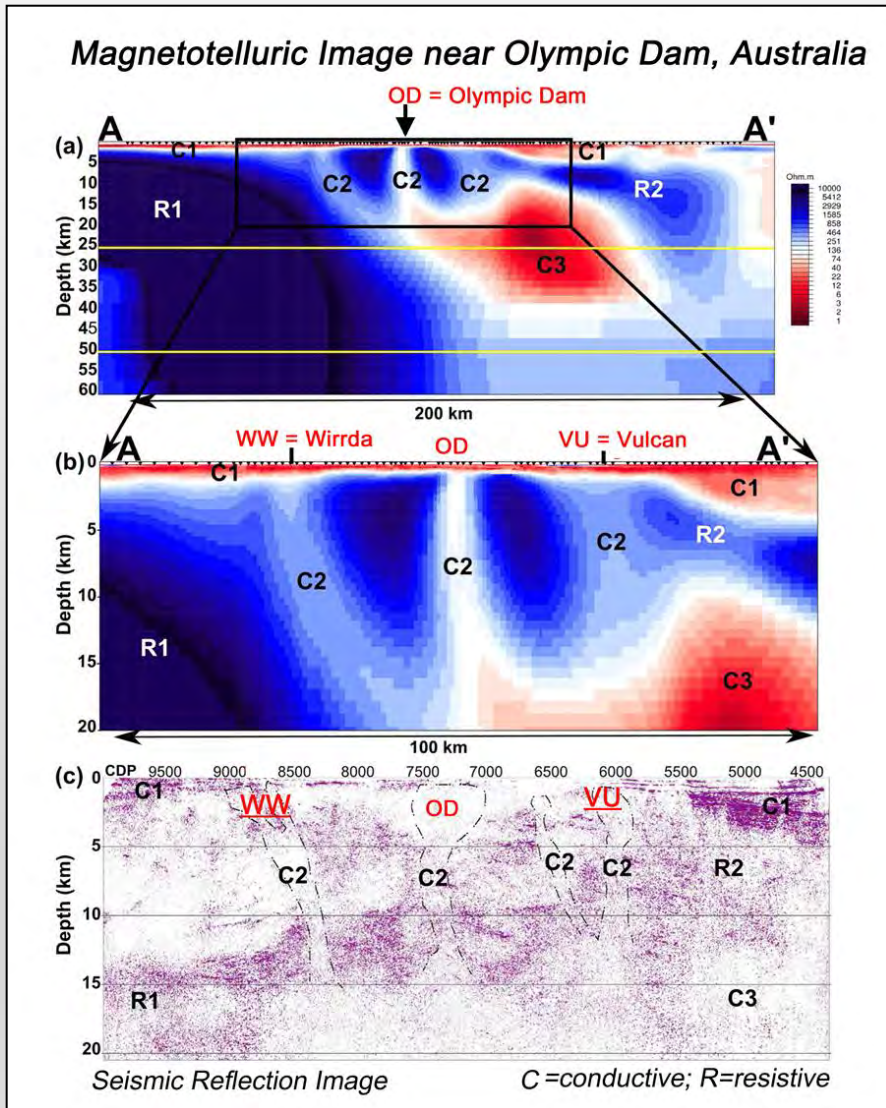 Magnetotelluric Image near Olympic Dam, Australia
OD = Olympic Dam
(a) A A'
C1 C1
C2 C2 C2
R1 R2
C3
Depth (km)
5
10
15
20
25
30
35
40
45
50
55
60
Ohm.m
10000
5412
2929
1585
858
464
251
136
74
40
22
12
6
3
2
1
200 km
WW = Wirrda OD VU = Vulcan
(b) A A'
C1 C1
R2
C2 C2 C2
R1 C3
Depth (km)
0
5
10
15
20
100 km
(c) CDP 9500 9000 8500 8000 7500 7000 6500 6000 5500 5000 4500
C1 WW OD VU C1
C2 C2 C2 C2 R2
R1 C3
Depth (km)
0
5
10
15
20
Seismic Reflection Image C =conductive; R=resistive